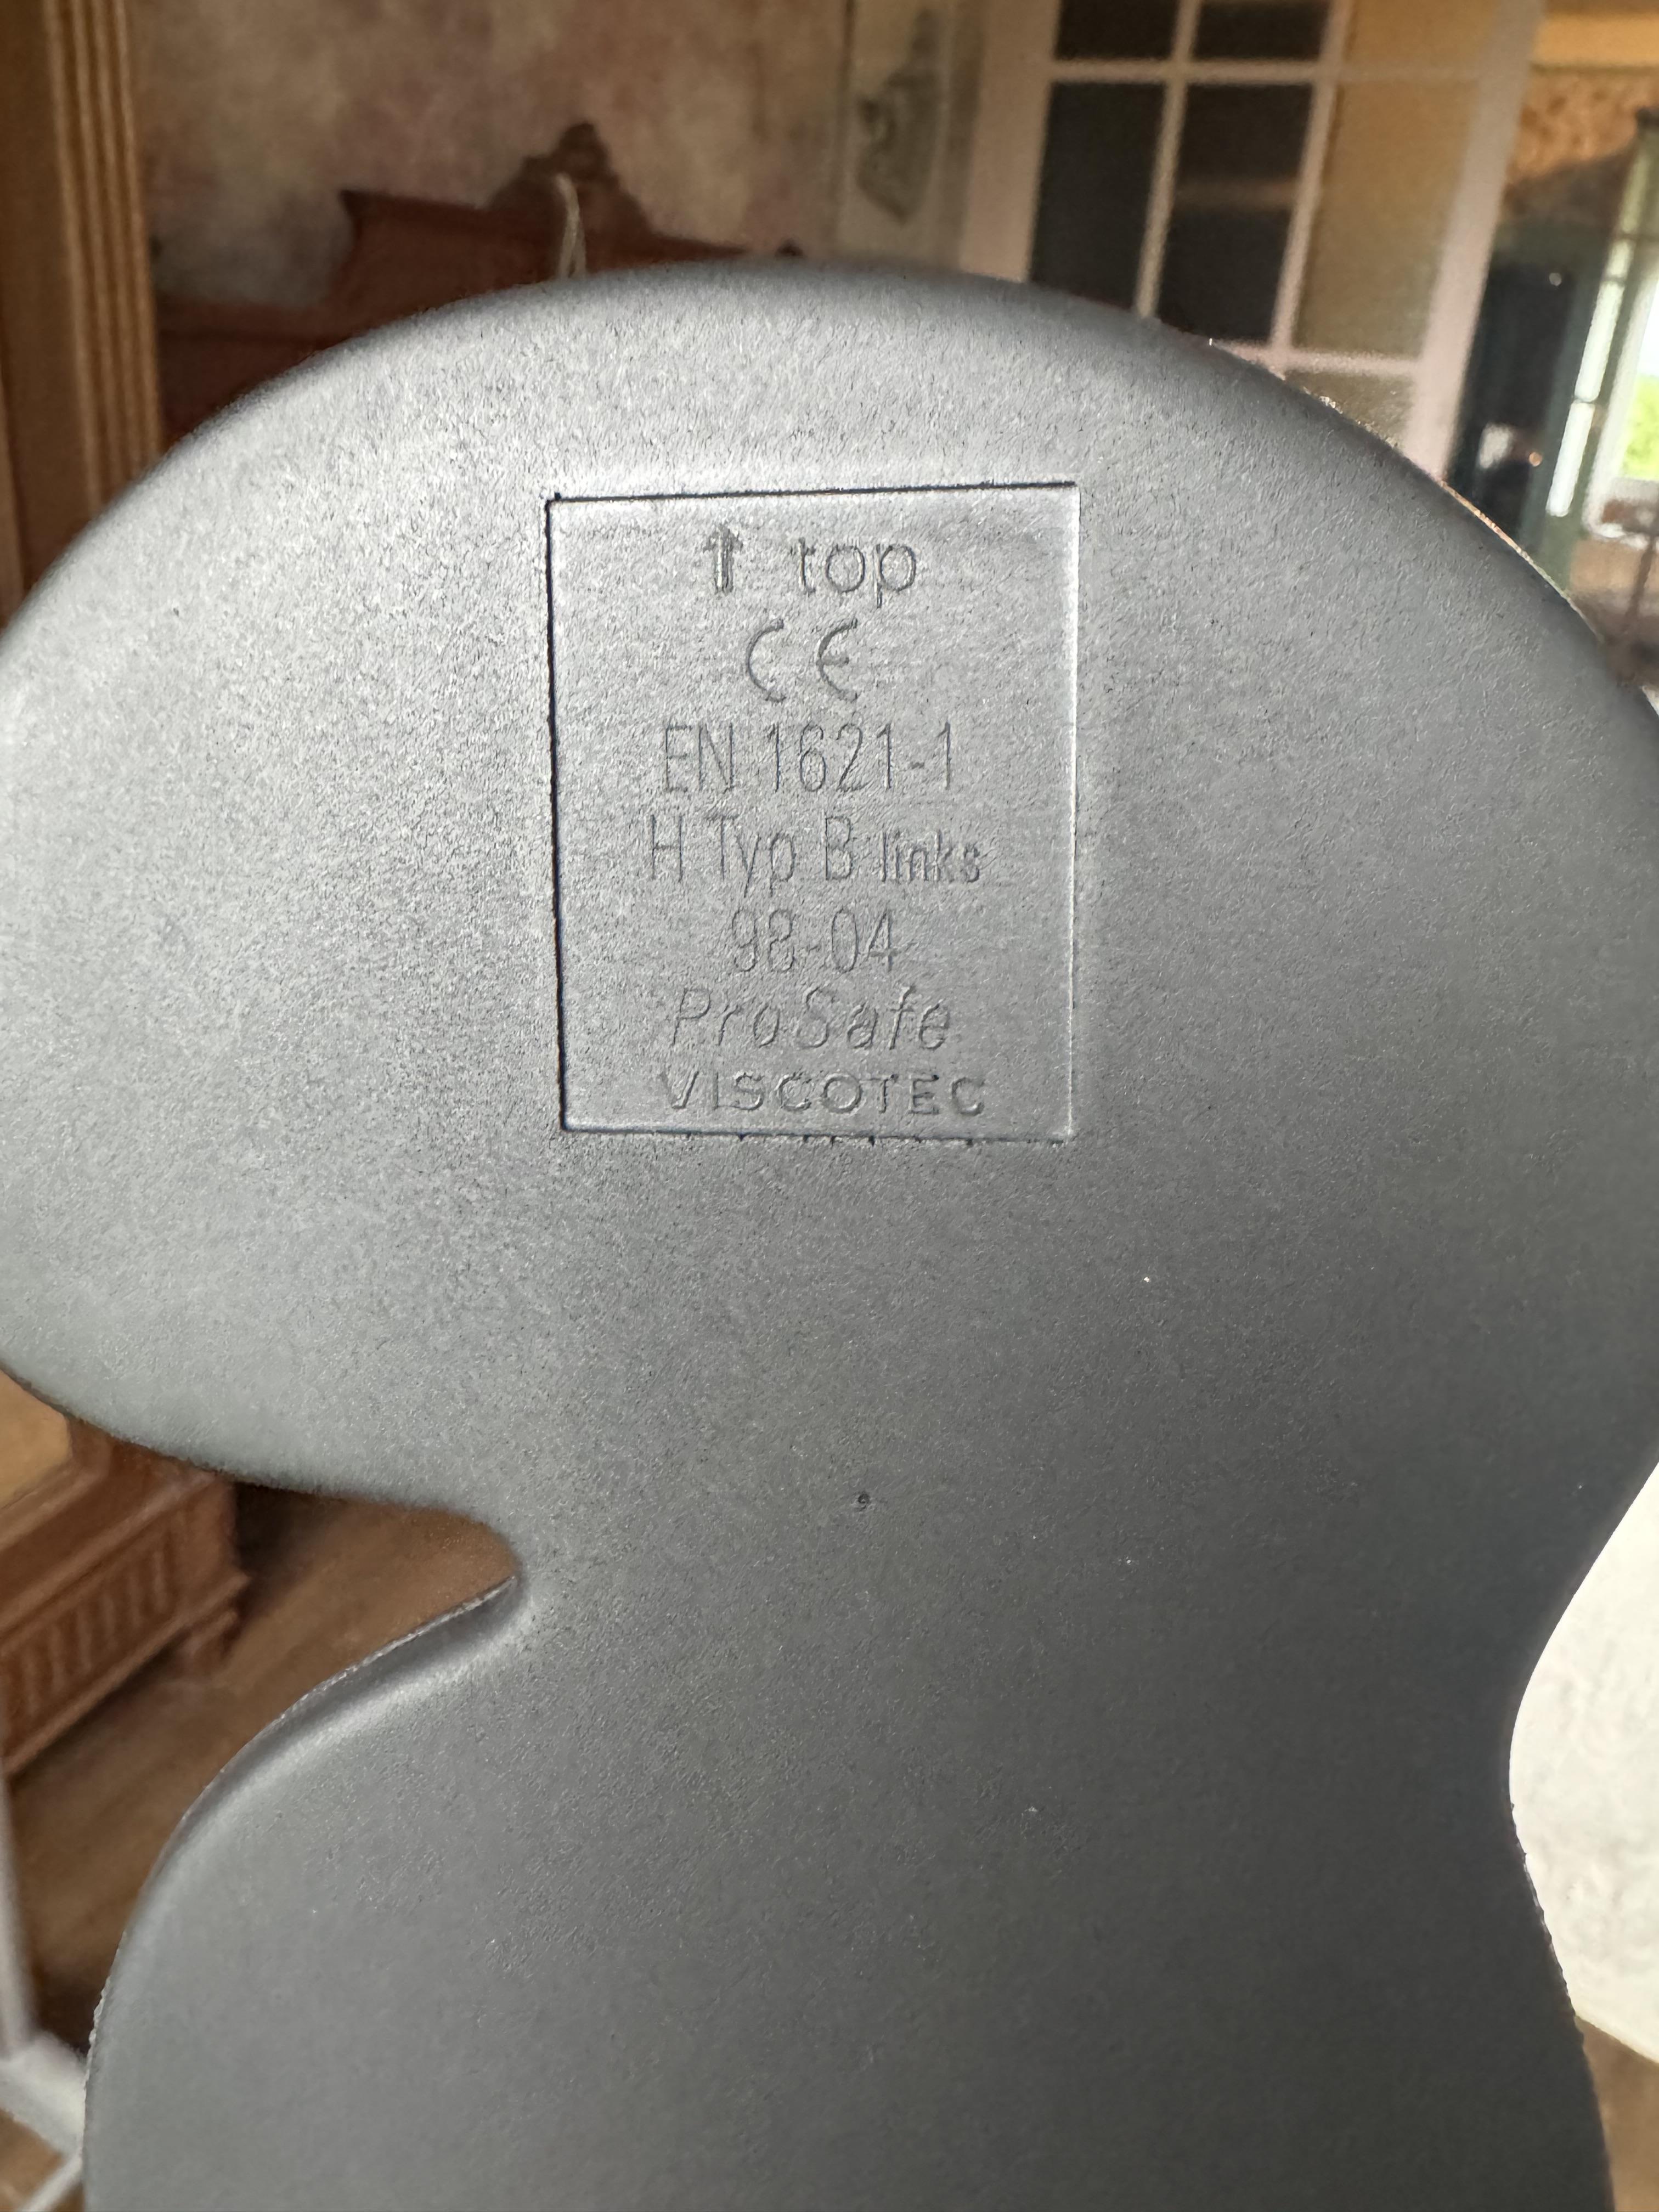 ↑ top
CE
EN 1621-1
H Typ B links
98-04
ProSafe
VISCOTEC